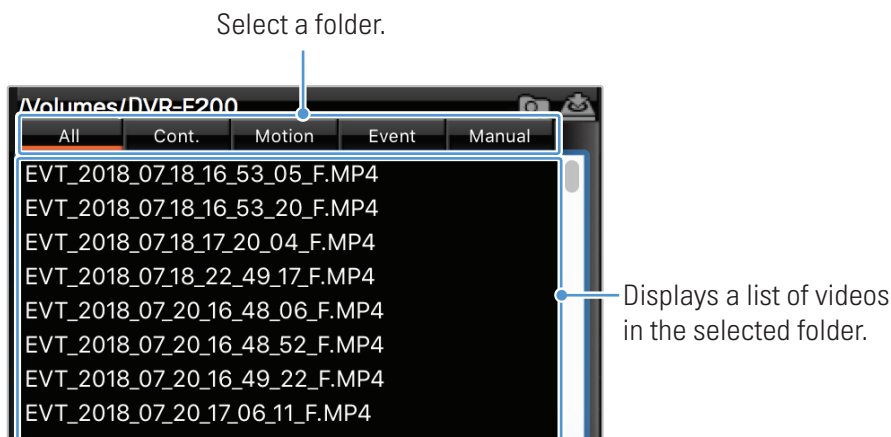 Select a folder.
/Volumes/DVR-F200
All Cont. Motion Event Manual
EVT_2018_07_18_16_53_05_F.MP4
EVT_2018_07_18_16_53_20_F.MP4
EVT_2018_07_18_17_20_04_F.MP4
EVT_2018_07_18_22_49_17_F.MP4
EVT_2018_07_20_16_48_06_F.MP4
EVT_2018_07_20_16_48_52_F.MP4
EVT_2018_07_20_16_49_22_F.MP4
EVT_2018_07_20_17_06_11_F.MP4
Displays a list of videos
in the selected folder.